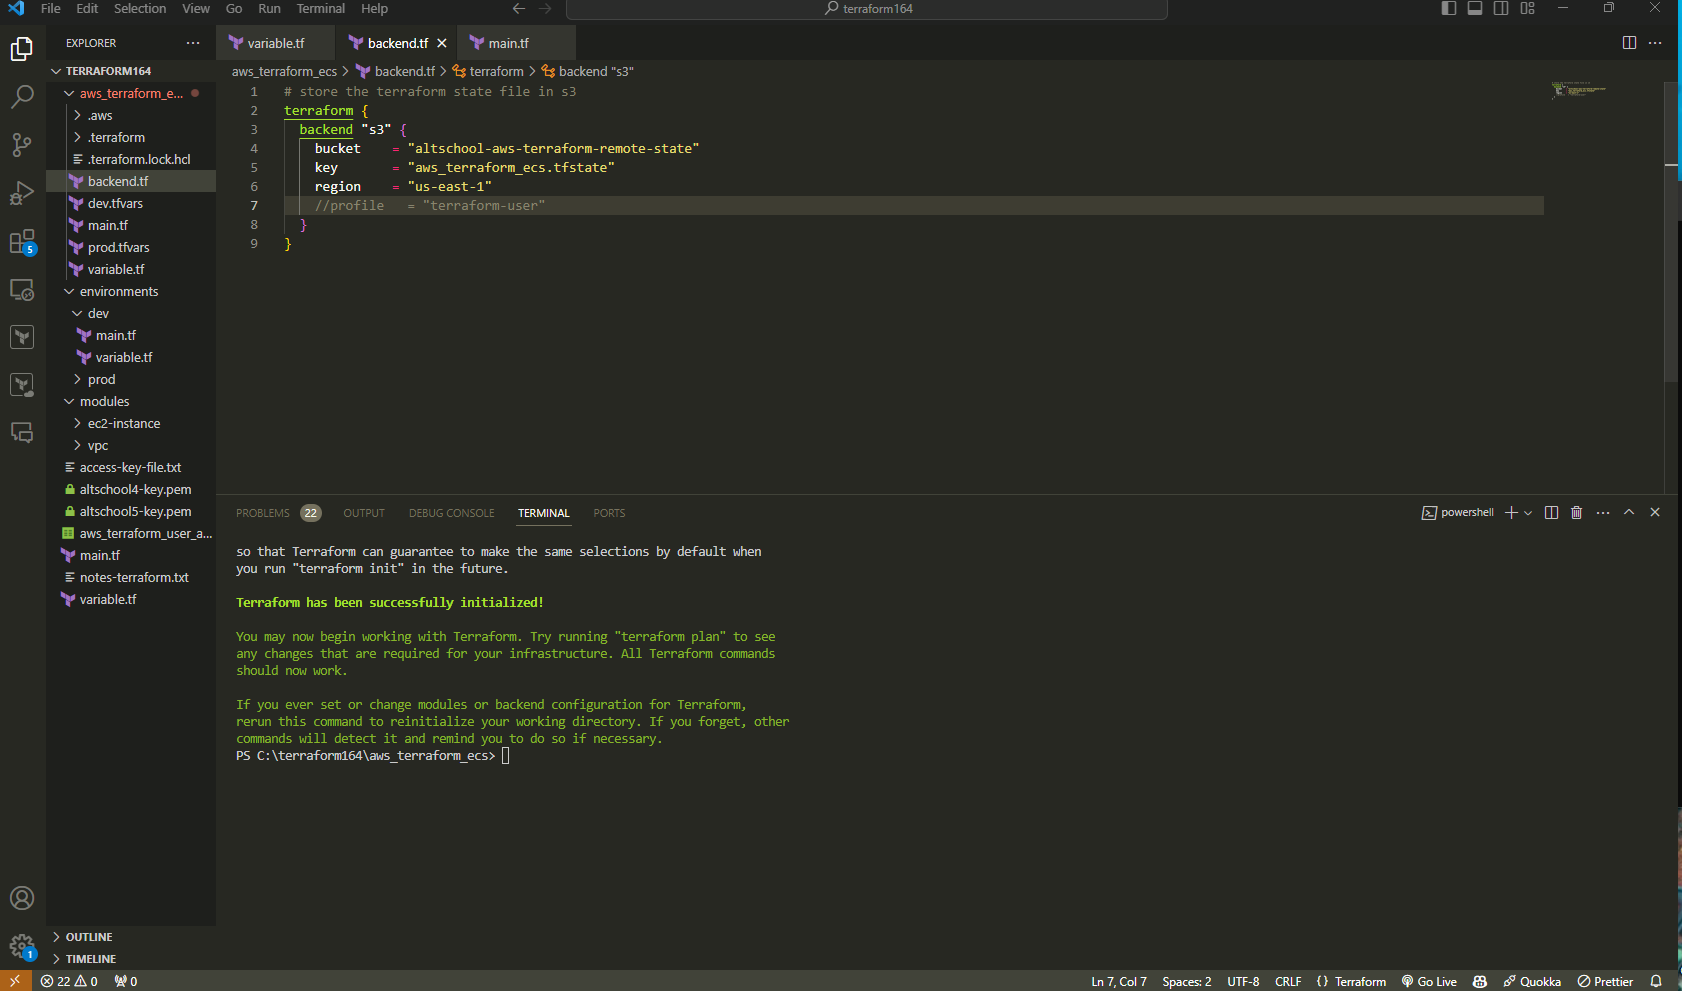 File Edit Selection View Go Run Terminal Help
terraform164
EXPLORER
TERRAFORM164
aws_terraform_e...
.aws
.terraform
.terraform.lock.hcl
backend.tf
dev.tfvars
main.tf
prod.tfvars
variable.tf
environments
dev
main.tf
variable.tf
prod
modules
ec2-instance
vpc
access-key-file.txt
altschool4-key.pem
altschool5-key.pem
aws_terraform_user_a...
main.tf
notes-terraform.txt
variable.tf
OUTLINE
TIMELINE
5
1
variable.tf backend.tf main.tf
aws_terraform_ecs > backend.tf > terraform > backend "s3"
1 # store the terraform state file in s3
2 terraform {
3 backend "s3" {
4 bucket = "altschool-aws-terraform-remote-state"
5 key = "aws_terraform_ecs.tfstate"
6 region = "us-east-1"
7 //profile = "terraform-user"
8 }
9 }
PROBLEMS 22 OUTPUT DEBUG CONSOLE TERMINAL PORTS
powershell
so that Terraform can guarantee to make the same selections by default when
you run "terraform init" in the future.
Terraform has been successfully initialized!
You may now begin working with Terraform. Try running "terraform plan" to see
any changes that are required for your infrastructure. All Terraform commands
should now work.
If you ever set or change modules or backend configuration for Terraform,
rerun this command to reinitialize your working directory. If you forget, other
commands will detect it and remind you to do so if necessary.
PS C:\terraform164\aws_terraform_ecs>
22 0 0 Ln 7, Col 7 Spaces: 2 UTF-8 CRLF {} Terraform Go Live Quokka Prettier